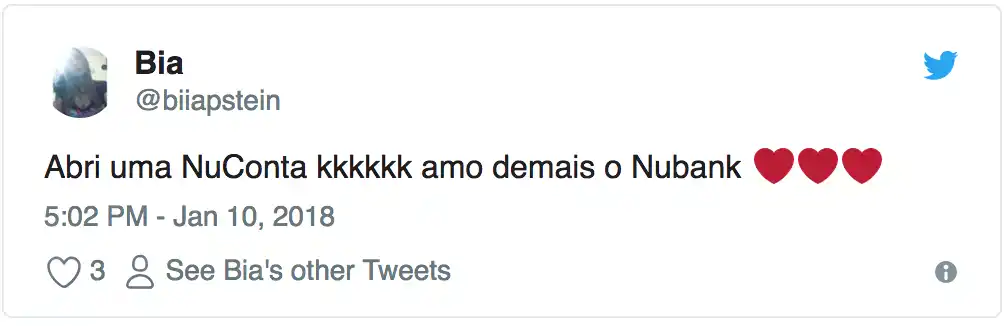 Bia
@biiapstein
Abri uma NuConta kkkkkk amo demais o Nubank ❤️❤️❤️
5:02 PM - Jan 10, 2018
3 See Bia's other Tweets